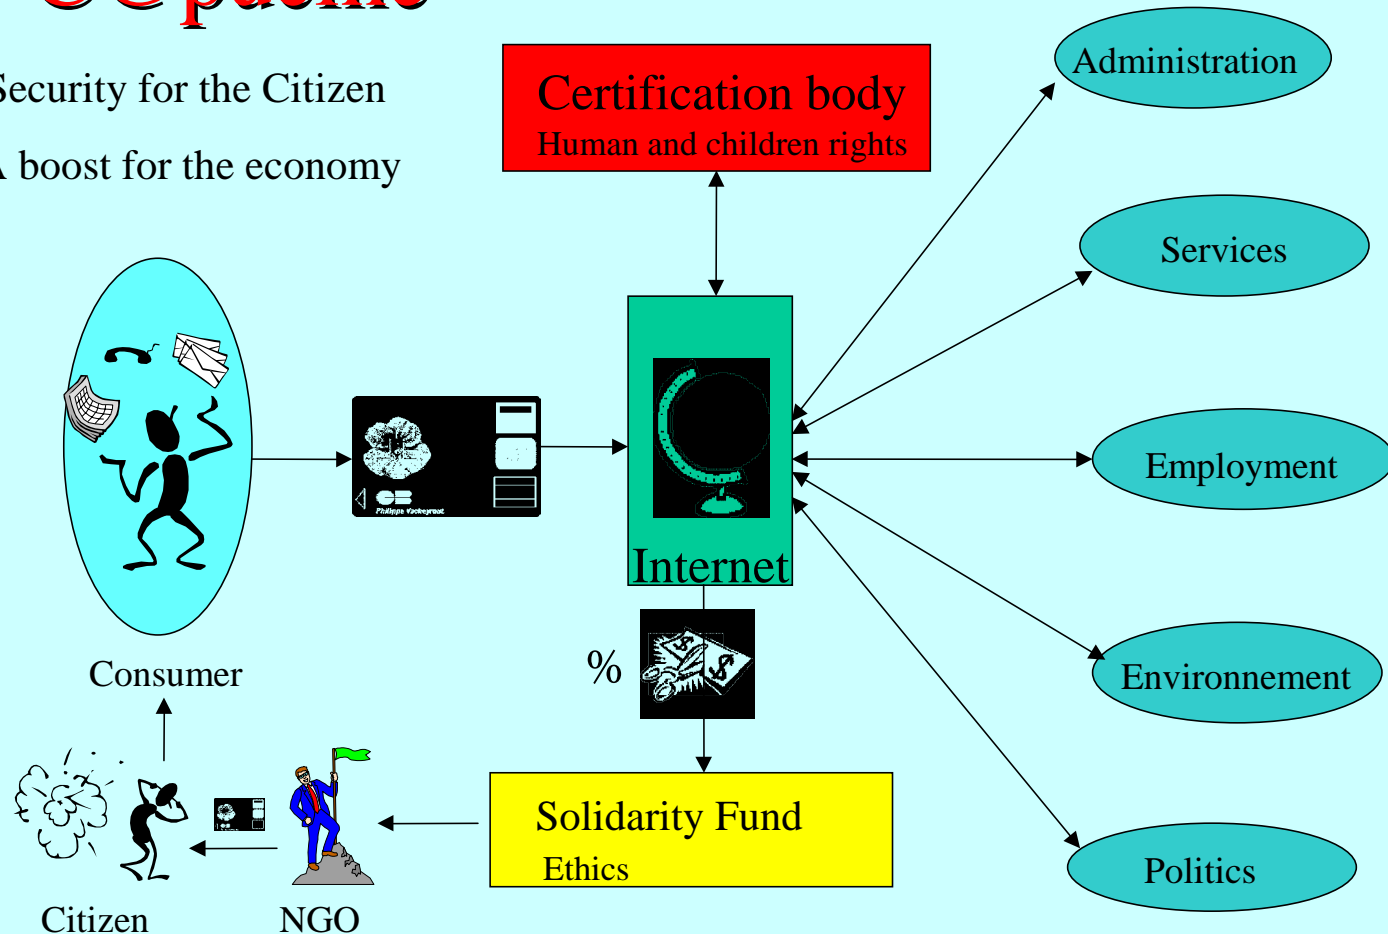 Security for the Citizen
A boost for the economy
Certification body
Human and children rights
Administration
Services
Employment
Environnement
Politics
Internet
%
Consumer
Solidarity Fund
Ethics
Citizen
NGO